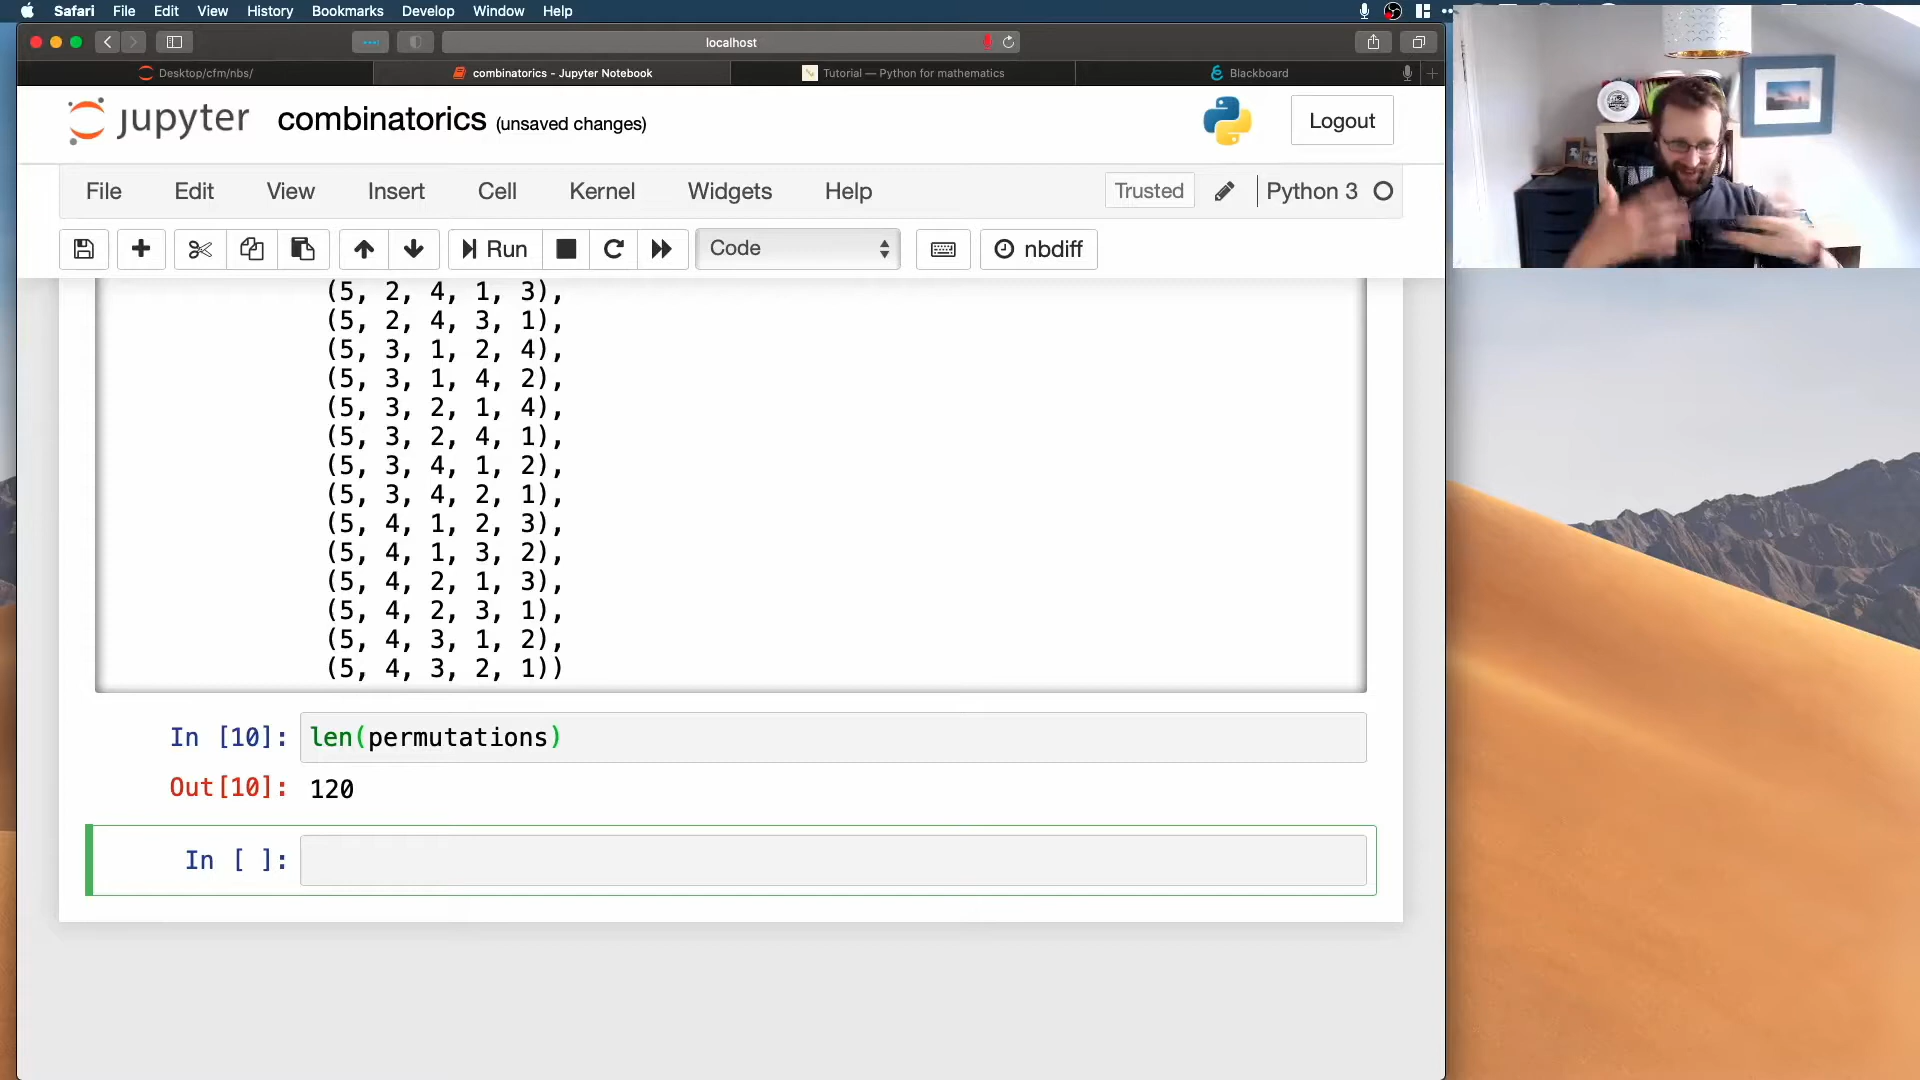 Safari File Edit View History Bookmarks Develop Window Help
localhost
Desktop/cfm/nbs/ combinatorics - Jupyter Notebook Tutorial — Python for mathematics Blackboard
jupyter combinatorics (unsaved changes) Logout
File Edit View Insert Cell Kernel Widgets Help Trusted Python 3
Run Code nbdiff
(5, 2, 4, 1, 3),
(5, 2, 4, 3, 1),
(5, 3, 1, 2, 4),
(5, 3, 1, 4, 2),
(5, 3, 2, 1, 4),
(5, 3, 2, 4, 1),
(5, 3, 4, 1, 2),
(5, 3, 4, 2, 1),
(5, 4, 1, 2, 3),
(5, 4, 1, 3, 2),
(5, 4, 2, 1, 3),
(5, 4, 2, 3, 1),
(5, 4, 3, 1, 2),
(5, 4, 3, 2, 1))
In [10]: len(permutations)
Out[10]: 120
In [ ]: